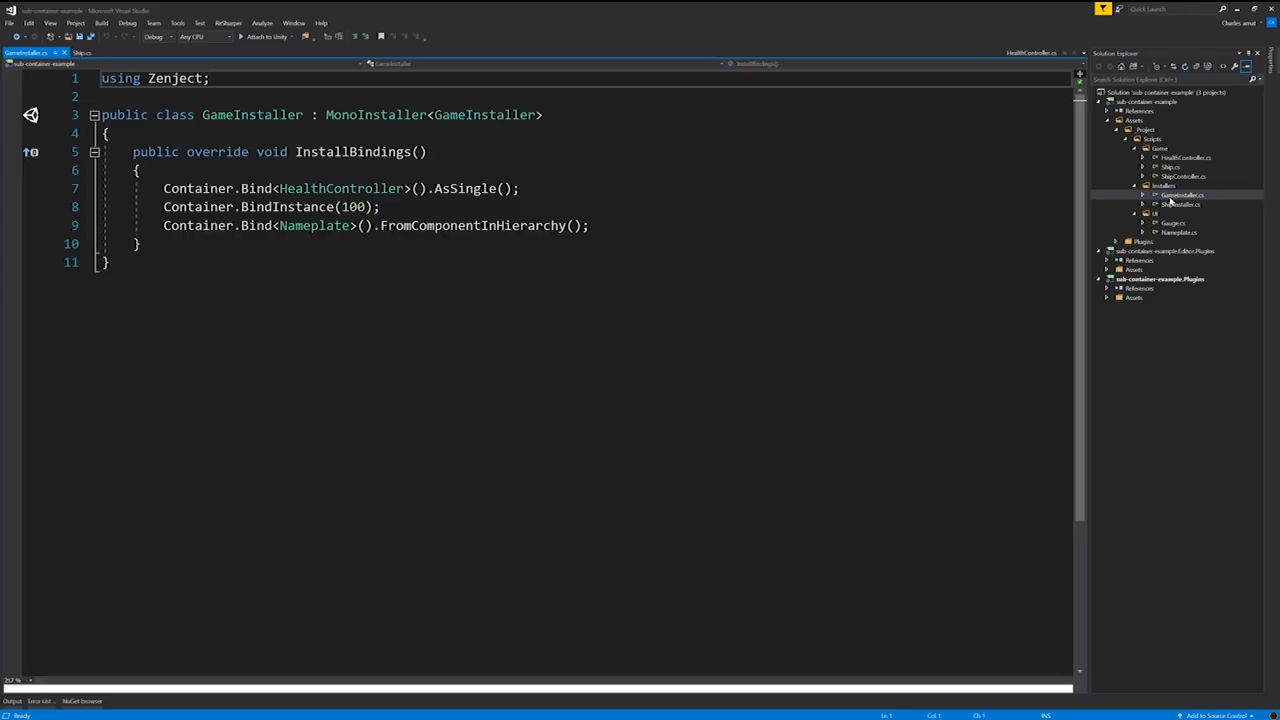 sub-container-example - Microsoft Visual Studio
Quick Launch
File Edit View Project Build Debug Team Tools Test ReSharper Analyze Window Help
Charles amat
Debug Any CPU Attach to Unity
GameInstaller.cs Ship.cs HealthController.cs
sub-container-example GameInstaller InstallBindings()
1 using Zenject;
2
3 public class GameInstaller : MonoInstaller<GameInstaller>
4 {
5 public override void InstallBindings()
6 {
7 Container.Bind<HealthController>().AsSingle();
8 Container.BindInstance(100);
9 Container.Bind<Nameplate>().FromComponentInHierarchy();
10 }
11 }
217 %
Solution Explorer
Search Solution Explorer (Ctrl+;)
Solution 'sub-container-example' (3 projects)
sub-container-example
References
Assets
_Project
Scripts
Game
HealthController.cs
Ship.cs
ShipController.cs
Installers
GameInstaller.cs
ShipInstaller.cs
UI
Gauge.cs
Nameplate.cs
Plugins
sub-container-example.Editor.Plugins
References
Assets
sub-container-example.Plugins
References
Assets
Properties
Output Error List ... NuGet browser
Ready Ln 1 Col 1 Ch 1 INS Add to Source Control